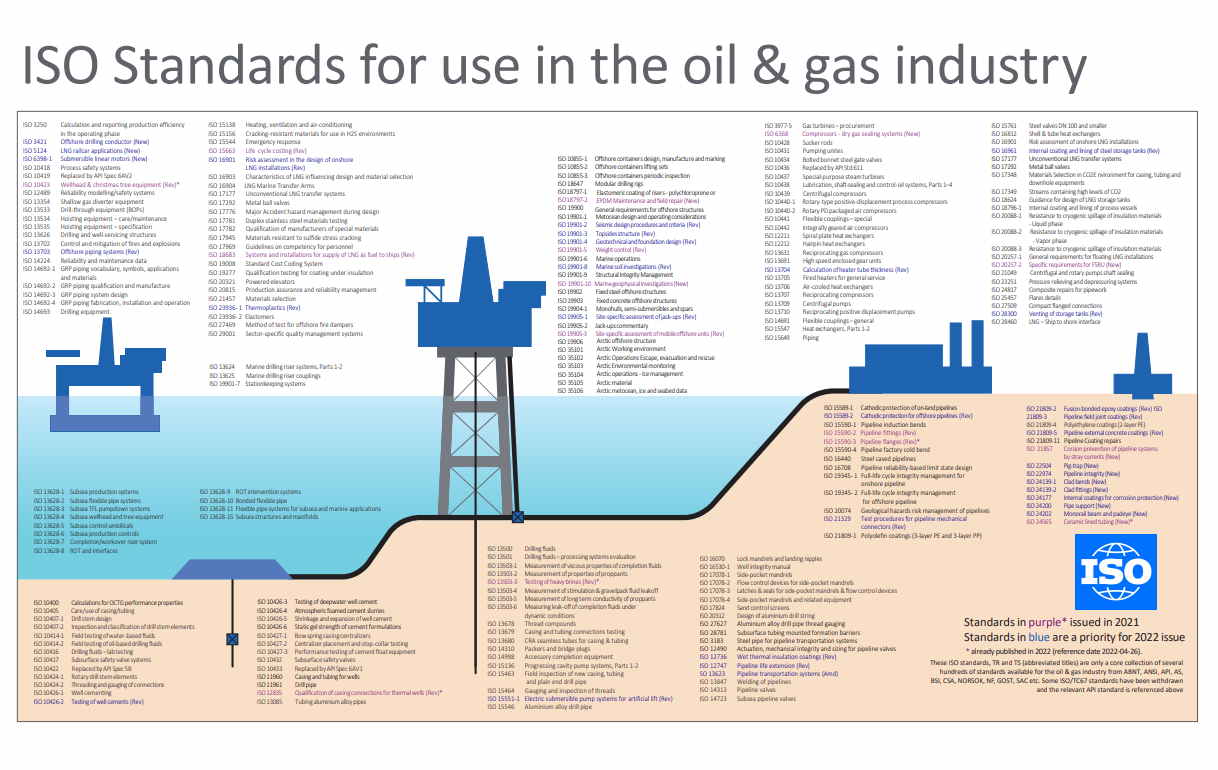 ISO Standards for use in the oil & gas industry
ISO 3250 Calculation and reporting production efficiency
in the operating phase
ISO 3421 Offshore drilling conductor (New)
ISO 5124 LNG railcar applications (New)
ISO 6398-1 Submersible linear motors (New)
ISO 10418 Process safety systems
ISO 10419 Replaced by API Spec 6AV2
ISO 10423 Wellhead & christmas tree equipment (Rev)*
ISO 12489 Reliability modelling/safety systems
ISO 13354 Shallow gas diverter equipment
ISO 13533 Drill-through equipment (BOPs)
ISO 13534 Hoisting equipment – care/maintenance
ISO 13535 Hoisting equipment – specification
ISO 13626 Drilling and well servicing structures
ISO 13702 Control and mitigation of fires and explosions
ISO 13703 Offshore piping systems (Rev)
ISO 14224 Reliability and maintenance data
ISO 14692-1 GRP piping vocabulary, symbols, applications
and materials
ISO 14692-2 GRP piping qualification and manufacture
ISO 14692-3 GRP piping system design
ISO 14692-4 GRP piping fabrication, installation and operation
ISO 14693 Drilling equipment
ISO 15138 Heating, ventilation and air-conditioning
ISO 15156 Cracking-resistant materials for use in H2S environments
ISO 15544 Emergency response
ISO 15663 Life cycle costing (Rev)
ISO 16901 Risk assessment in the design of onshore
LNG installations (Rev)
ISO 16903 Characteristics of LNG influencing design and material selection
ISO 16904 LNG Marine Transfer Arms
ISO 17177 Unconventional LNG transfer systems
ISO 17292 Metal ball valves
ISO 17776 Major Accident hazard management during design
ISO 17781 Duplex stainless steel materials testing
ISO 17782 Qualification of manufacturers of special materials
ISO 17945 Materials resistant to sulfide stress cracking
ISO 17969 Guidelines on competency for personnel
ISO 18683 Systems and installations for supply of LNG as fuel to ships (Rev)
ISO 19008 Standard Cost Coding System
ISO 19277 Qualification testing for coating under insulation
ISO 20321 Powered elevators
ISO 20815 Production assurance and reliability management
ISO 21457 Materials selection
ISO 23936-1 Thermoplastics (Rev)
ISO 23936-2 Elastomers
ISO 27469 Method of test for offshore fire dampers
ISO 29001 Sector-specific quality management systems
ISO 13624 Marine drilling riser systems, Parts 1-2
ISO 13625 Marine drilling riser couplings
ISO 19901-7 Stationkeeping systems
ISO 10855-1 Offshore containers design, manufacture and marking
ISO 10855-2 Offshore containers lifting sets
ISO 10855-3 Offshore containers periodic inspection
ISO 18647 Modular drilling rigs
ISO18797-1 Elastomeric coating of risers - polychloroprene or
ISO18797-2 EPDM Maintenance and field repair (New)
ISO 19900 General requirements for offshore structures
ISO 19901-1 Metocean design and operating considerations
ISO 19901-2 Seismic design procedures and criteria (Rev)
ISO 19901-3 Topsides structure (Rev)
ISO 19901-4 Geotechnical and foundation design (Rev)
ISO 19901-5 Weight control (Rev)
ISO 19901-6 Marine operations
ISO 19901-8 Marine soil investigations (Rev)
ISO 19901-9 Structural Integrity Management
ISO 19901-10 Marine geophysical investigations (New)
ISO 19902 Fixed steel offshore structures
ISO 19903 Fixed concrete offshore structures
ISO 19904-1 Monohulls, semi-submersibles and spars
ISO 19905-1 Site-specific assessment of jack-ups (Rev)
ISO 19905-2 Jack-ups commentary
ISO 19905-3 Site-specific assessment of mobile offshore units (Rev)
ISO 19906 Arctic offshore structure
ISO 35101 Arctic Working environment
ISO 35102 Arctic Operations Escape, evacuation and rescue
ISO 35103 Arctic Environmental monitoring
ISO 35104 Arctic operations - ice management
ISO 35105 Arctic material
ISO 35106 Arctic metocean, ice and seabed data
ISO 3977-5 Gas turbines – procurement
ISO 6368 Compressors - dry gas sealing systems (New)
ISO 10428 Sucker rods
ISO 10431 Pumping units
ISO 10434 Bolted bonnet steel gate valves
ISO 10436 Replaced by API Std 611
ISO 10437 Special-purpose steam turbines
ISO 10438 Lubrication, shaft-sealing and control-oil systems, Parts 1–4
ISO 10439 Centrifugal compressors
ISO 10440-1 Rotary-type positive-displacement process compressors
ISO 10440-2 Rotary PD packaged air compressors
ISO 10441 Flexible couplings – special
ISO 10442 Integrally geared air compressors
ISO 12211 Spiral plate heat exchangers
ISO 12212 Hairpin heat exchangers
ISO 13631 Reciprocating gas compressors
ISO 13691 High speed enclosed gear units
ISO 13704 Calculation of heater tube thickness (Rev)
ISO 13705 Fired heaters for general service
ISO 13706 Air-cooled heat exchangers
ISO 13707 Reciprocating compressors
ISO 13709 Centrifugal pumps
ISO 13710 Reciprocating positive displacement pumps
ISO 14691 Flexible couplings – general
ISO 15547 Heat exchangers, Parts 1-2
ISO 15649 Piping
ISO 15761 Steel valves DN 100 and smaller
ISO 16812 Shell & tube heat exchangers
ISO 16901 Risk assessment of onshore LNG installations
ISO 16961 Internal coating and lining of steel storage tanks (Rev)
ISO 17177 Unconventional LNG transfer systems
ISO 17292 Metal ball valves
ISO 17348 Materials Selection in CO2E nvironment for casing, tubing and
downhole equipments
ISO 17349 Streams containing high levels of CO2
ISO 18624 Guidance for design of LNG storage tanks
ISO 18796-1 Internal coating and lining of process vessels
ISO 20088-1 Resistance to cryogenic spillage of insulation materials
- Liquid phase
ISO 20088-2 Resistance to cryogenic spillage of insulation materials
- Vapor phase
ISO 20088-3 Resistance to cryogenic spillage of insulation materials
ISO 20257-1 General requirements for floating LNG installations
ISO 20257-2 Specific requirements for FSRU (New)
ISO 21049 Centrifugal and rotary pumps shaft sealing
ISO 23251 Pressure relieving and depressuring systems
ISO 24817 Composite repairs for pipework
ISO 25457 Flares details
ISO 27509 Compact flanged connections
ISO 28300 Venting of storage tanks (Rev)
ISO 28460 LNG – Ship to shore interface
ISO 15589-1 Cathodic protection of on-land pipelines
ISO 15589-2 Cathodic protection for offshore pipelines (Rev)
ISO 15590-1 Pipeline induction bends
ISO 15590-2 Pipeline fittings (Rev)
ISO 15590-3 Pipeline flanges (Rev)*
ISO 15590-4 Pipeline factory cold bend
ISO 16440 Steel cased pipelines
ISO 16708 Pipeline reliability-based limit state design
ISO 19345-1 Full-life cycle integrity management for
onshore pipeline
ISO 19345-2 Full-life cycle integrity management
for offshore pipeline
ISO 20074 Geological hazards risk management of pipelines
ISO 21329 Test procedures for pipeline mechanical
connectors (Rev)
ISO 21809-1 Polyolefin coatings (3-layer PE and 3-layer PP)
ISO 21809-2 Fusion bonded epoxy coatings (Rev) ISO
21809-3 Pipeline field joint coatings (Rev)
ISO 21809-4 Polyethylene coatings (2-layer PE)
ISO 21809-5 Pipeline external concrete coatings (Rev)
ISO 21809-11 Pipeline Coating repairs
ISO 21857 Corrosion prevention of pipeline systems
by stray currents (New)
ISO 22504 Pig trap (New)
ISO 22974 Pipeline integrity (New)
ISO 24139-1 Clad bends (New)
ISO 24139-2 Clad fittings (New)
ISO 24177 Internal coatings for corrosion protection (New)
ISO 24200 Pipe support (New)
ISO 24202 Monorail beam and padeye (New)
ISO 24565 Ceramic lined tubing (New)*
ISO 13628-1 Subsea production systems
ISO 13628-2 Subsea flexible pipe systems
ISO 13628-3 Subsea TFL pumpdown systems
ISO 13628-4 Subsea wellhead and tree equipment
ISO 13628-5 Subsea control umbilicals
ISO 13628-6 Subsea production controls
ISO 13628-7 Completion/workover riser system
ISO 13628-8 ROT and interfaces
ISO 13628-9 ROT intervention systems
ISO 13628-10 Bonded flexible pipe
ISO 13628-11 Flexible pipe systems for subsea and marine applications
ISO 13628-15 Subsea structures and manifolds
ISO 10400 Calculations for OCTG performance properties
ISO 10405 Care/use of casing/tubing
ISO 10407-1 Drill stem design
ISO 10407-2 Inspection and classification of drill stem elements
ISO 10414-1 Field testing of water-based fluids
ISO 10414-2 Field testing of oil-based drilling fluids
ISO 10416 Drilling fluids – lab testing
ISO 10417 Subsurface safety valve systems
ISO 10422 Replaced by API Spec 5B
ISO 10424-1 Rotary drill stem elements
ISO 10424-2 Threading and gauging of connections
ISO 10426-1 Well cementing
ISO 10426-2 Testing of well cements (Rev)
ISO 10426-3 Testing of deepwater well cement
ISO 10426-4 Atmospheric foamed cement slurries
ISO 10426-5 Shrinkage and expansion of well cement
ISO 10426-6 Static gel strength of cement formulations
ISO 10427-1 Bow spring casing centralizers
ISO 10427-2 Centralizer placement and stop-collar testing
ISO 10427-3 Performance testing of cement float equipment
ISO 10432 Subsurface safety valves
ISO 10433 Replaced by API Spec 6AV1
ISO 11960 Casing and tubing for wells
ISO 11961 Drill pipe
ISO 12835 Qualification of casing connections for thermal wells (Rev)*
ISO 13085 Tubing aluminium alloy pipes
ISO 13500 Drilling fluids
ISO 13501 Drilling fluids – processing systems evaluation
ISO 13503-1 Measurement of viscous properties of completion fluids
ISO 13503-2 Measurement of properties of proppants
ISO 13503-3 Testing of heavy brines (Rev)*
ISO 13503-4 Measurement of stimulation & gravelpack fluid leakoff
ISO 13503-5 Measurement of long term conductivity of proppants
ISO 13503-6 Measuring leak-off of completion fluids under
dynamic conditions
ISO 13678 Thread compounds
ISO 13679 Casing and tubing connections testing
ISO 13680 CRA seamless tubes for casing & tubing
ISO 14310 Packers and bridge plugs
ISO 14998 Accessory completion equipment
ISO 15136 Progressing cavity pump systems, Parts 1-2
ISO 15463 Field inspection of new casing, tubing
and plain end drill pipe
ISO 15464 Gauging and inspection of threads
ISO 15551-1 Electric submersible pump systems for artificial lift (Rev)
ISO 15546 Aluminium alloy drill pipe
ISO 16070 Lock mandrels and landing nipples
ISO 16530-1 Well integrity manual
ISO 17078-1 Side-pocket mandrels
ISO 17078-2 Flow control devices for side-pocket mandrels
ISO 17078-3 Latches & seals for side-pocket mandrels & flow control devices
ISO 17078-4 Side-pocket mandrels and related equipment
ISO 17824 Sand control screens
ISO 20312 Design of aluminium drill string
ISO 27627 Aluminium alloy drill pipe thread gauging
ISO 28781 Subsurface tubing mounted formation barriers
ISO 3183 Steel pipe for pipeline transportation systems
ISO 12490 Actuation, mechanical integrity and sizing for pipeline valves
ISO 12736 Wet thermal insulation coatings (Rev)
ISO 12747 Pipeline life extension (Rev)
ISO 13623 Pipeline transportation systems (Amd)
ISO 13847 Welding of pipelines
ISO 14313 Pipeline valves
ISO 14723 Subsea pipeline valves
ISO
Standards in purple* issued in 2021
Standards in blue are a priority for 2022 issue
* already published in 2022 (reference date 2022-04-26).
These ISO standards, TR and TS (abbreviated titles) are only a core collection of several
hundreds of standards available for the oil & gas industry from ABNT, ANSI, API, AS,
BSI, CSA, NORSOK, NF, GOST, SAC etc. Some ISO/TC67 standards have been withdrawn
and the relevant API standard is referenced above